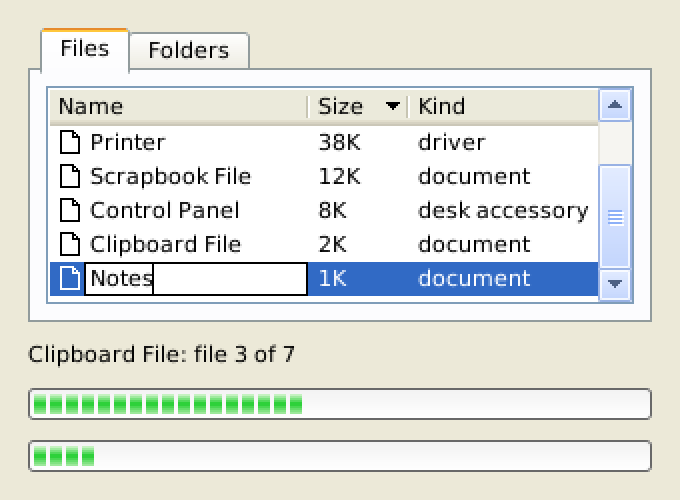 Files Folders
Name Size Kind
Printer 38K driver
Scrapbook File 12K document
Control Panel 8K desk accessory
Clipboard File 2K document
Notes 1K document
Clipboard File: file 3 of 7